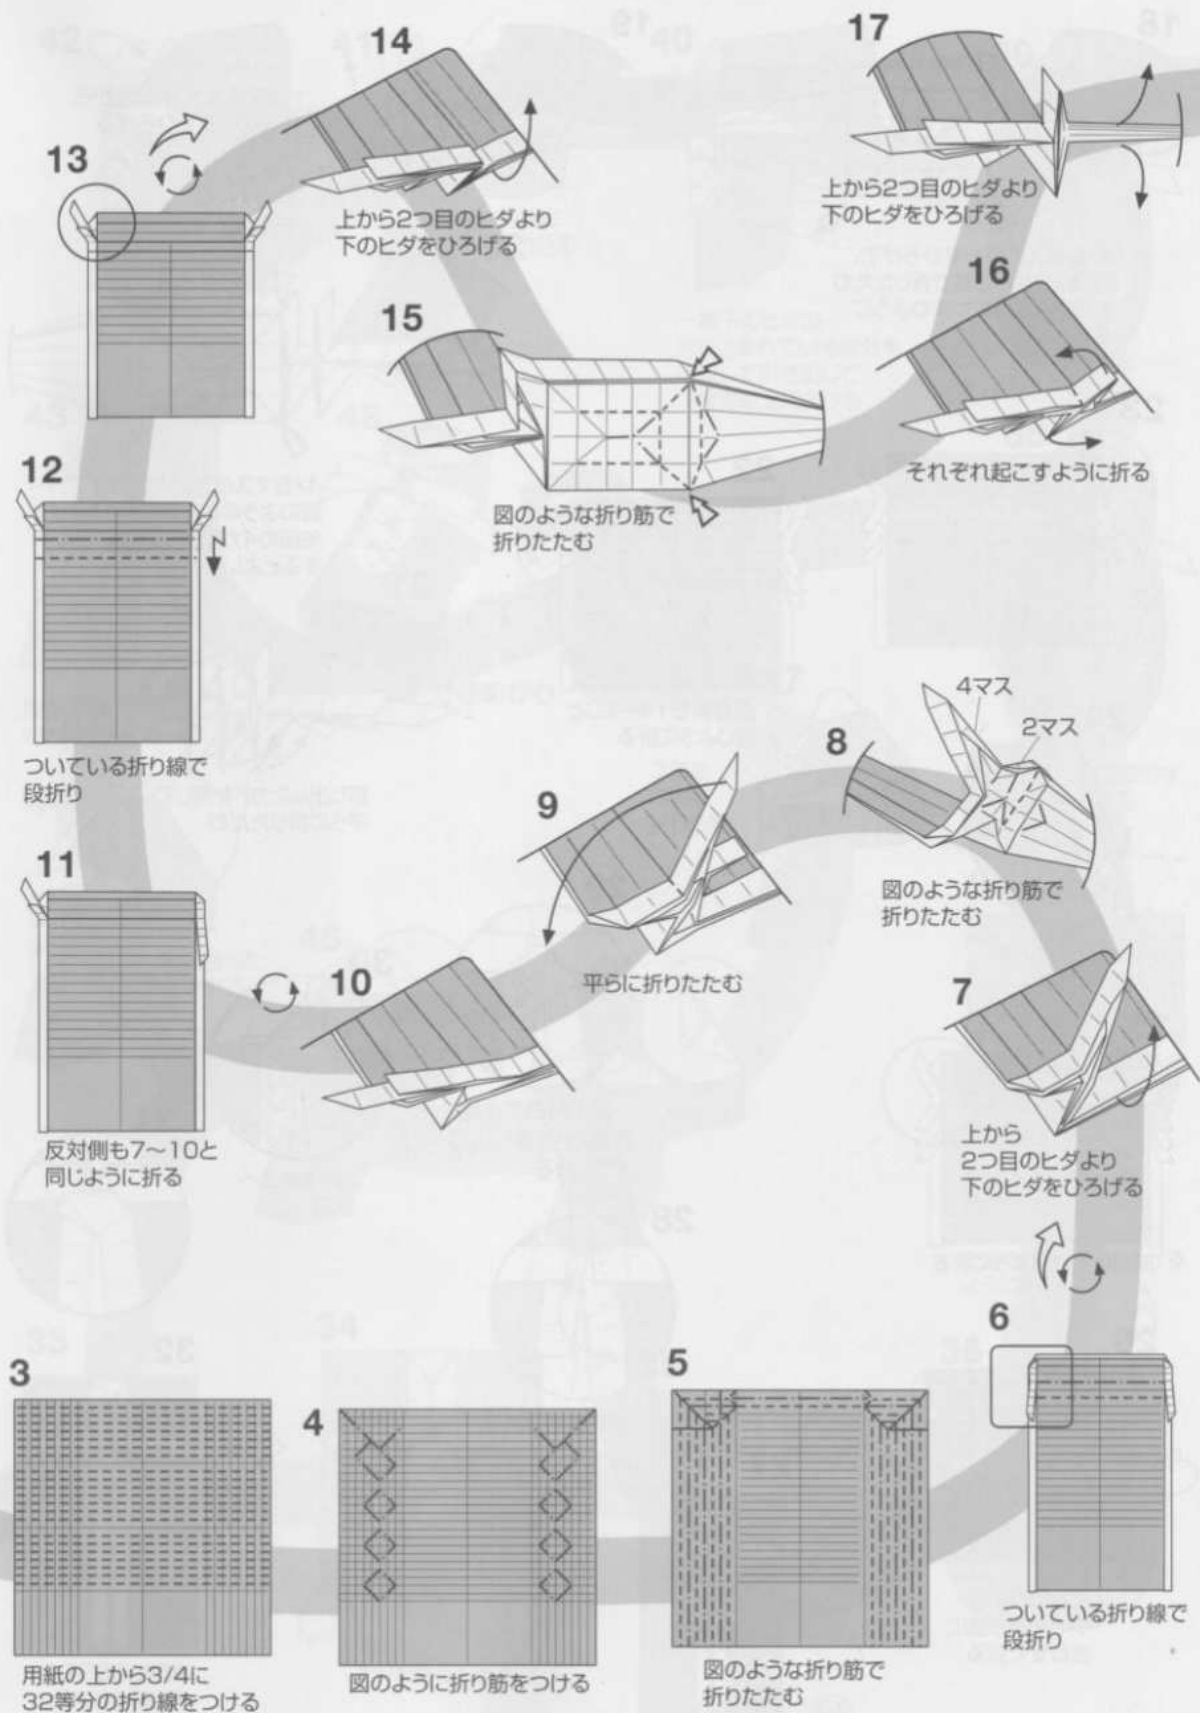 3
用紙の上から3/4に
32等分の折り線をつける
4
図のように折り筋をつける
5
図のような折り筋で
折りたたむ
6
ついている折り線で
段折り
7
上から
2つ目のヒダより
下のヒダをひろげる
8
4マス
2マス
図のような折り筋で
折りたたむ
9
平らに折りたたむ
10
11
反対側も7〜10と
同じように折る
12
ついている折り線で
段折り
13
14
上から2つ目のヒダより
下のヒダをひろげる
15
図のような折り筋で
折りたたむ
16
それぞれ起こすように折る
17
上から2つ目のヒダより
下のヒダをひろげる